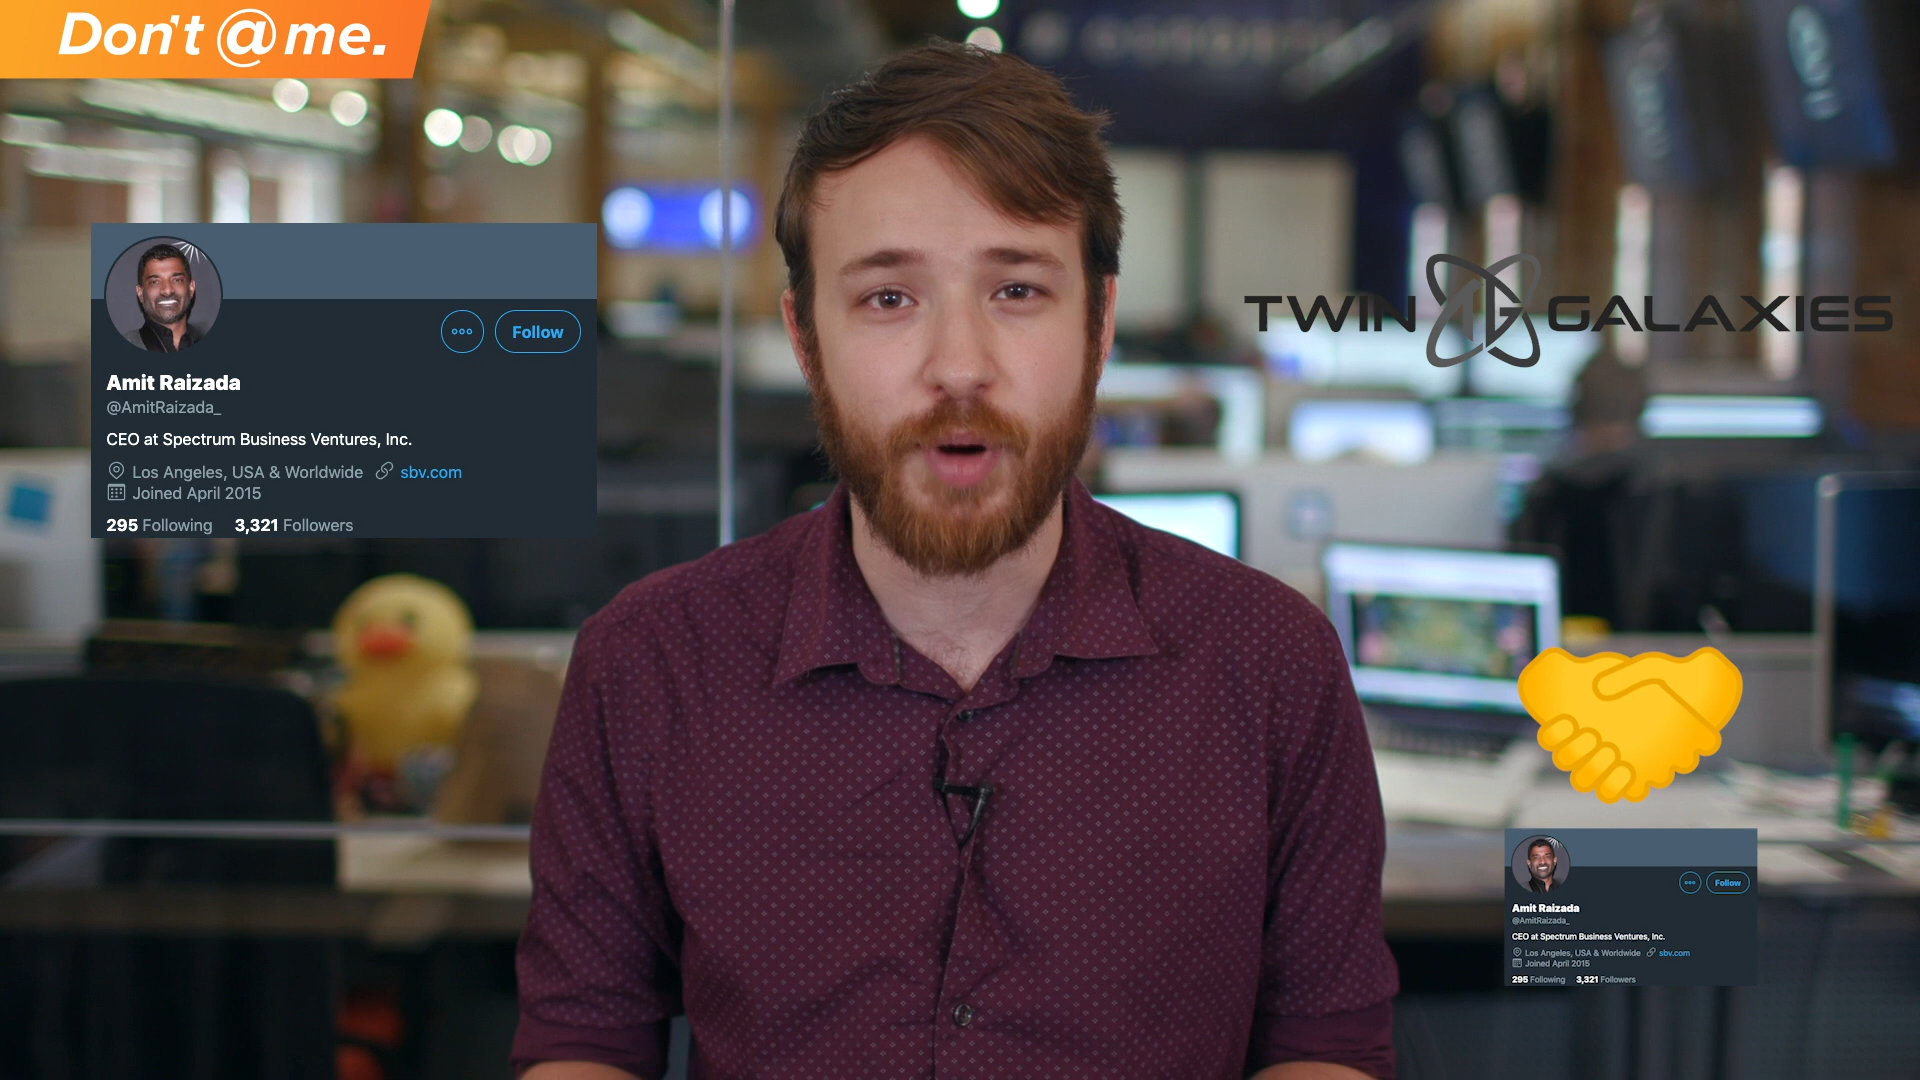 Don't @ me.
Amit Raizada
@AmitRaizada_
CEO at Spectrum Business Ventures, Inc.
Los Angeles, USA & Worldwide sbv.com
Joined April 2015
295 Following 3,321 Followers
Follow
TWIN GALAXIES
Amit Raizada
@AmitRaizada_
CEO at Spectrum Business Ventures, Inc.
Los Angeles, USA & Worldwide sbv.com
Joined April 2015
295 Following 3,321 Followers
Follow